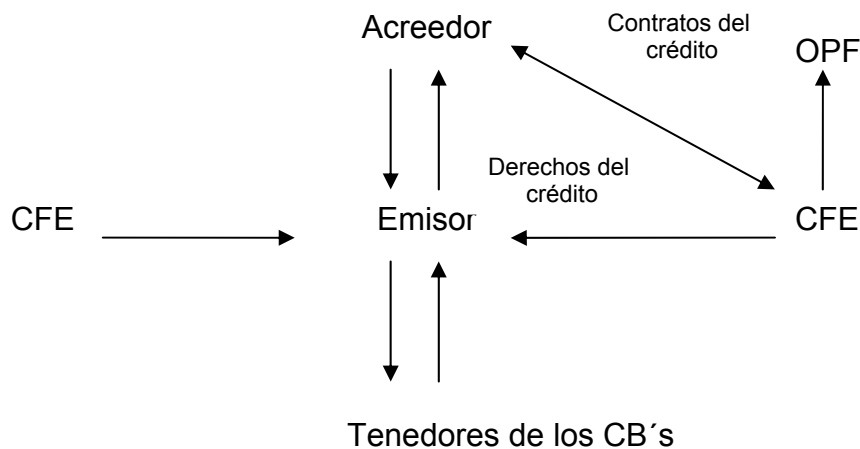 Acreedor
Contratos del
crédito
OPF
Derechos del
crédito
CFE
Emisor
CFE
Tenedores de los CB´s